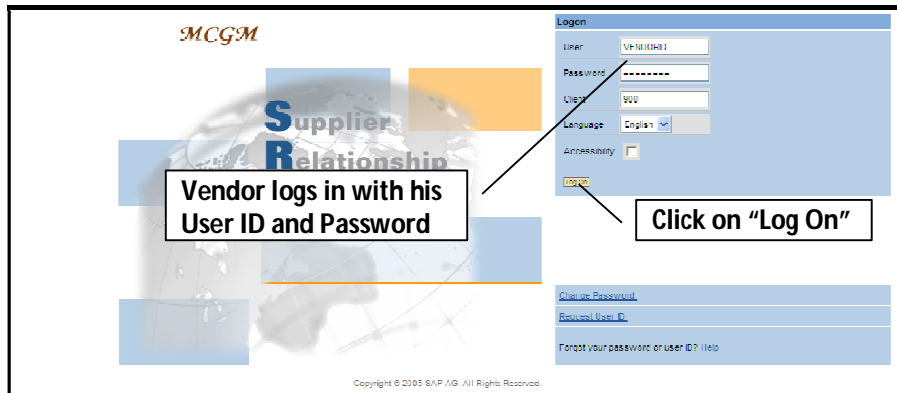 MCGM
Supplier
Relationship
Vendor logs in with his
User ID and Password
Logon
User VENDORID
Password --------
Client 900
Language English
Accessibility
Log On
Click on “Log On”
Change Password
Request User ID
Forgot your password or user ID? Help
Copyright © 2005 SAP AG. All Rights Reserved.